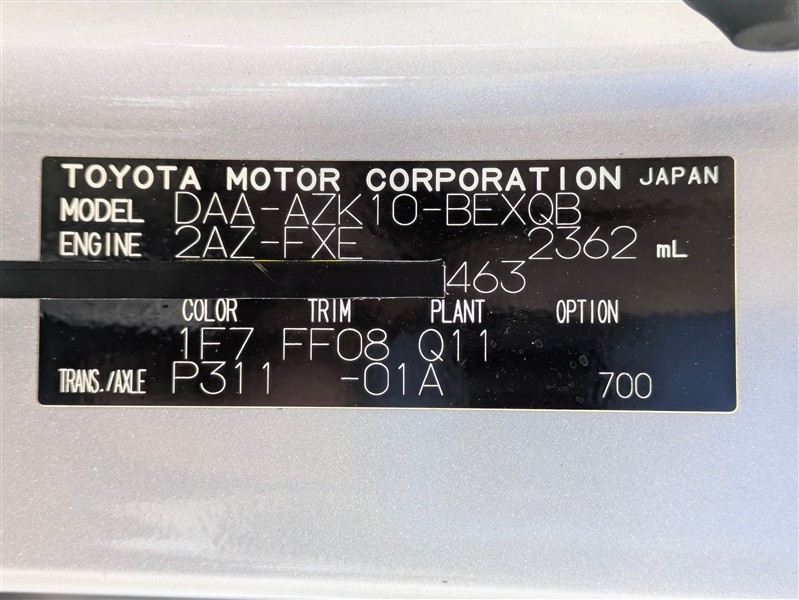 TOYOTA MOTOR CORPORATION JAPAN
MODEL DAA-AZK10-BEXQB
ENGINE 2AZ-FXE 2362 mL
463
COLOR TRIM PLANT OPTION
1F7 FF08 Q11
TRANS./AXLE P311 -01A 700